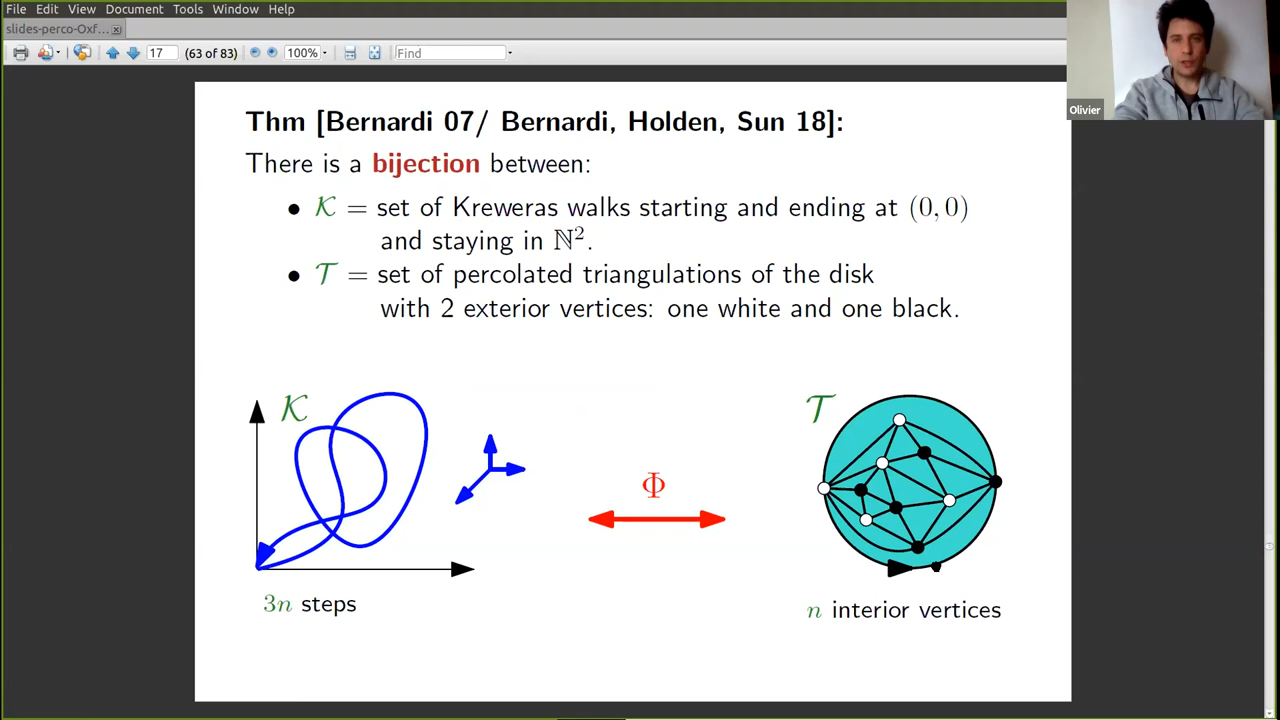 File Edit View Document Tools Window Help
slides-perco-Oxf...
17 (63 of 83) 100% Find
Olivier
Thm [Bernardi 07/ Bernardi, Holden, Sun 18]:
There is a bijection between:
• 𝒦 = set of Kreweras walks starting and ending at (0, 0)
and staying in ℕ².
• 𝒯 = set of percolated triangulations of the disk
with 2 exterior vertices: one white and one black.
𝒦
𝒯
Φ
3n steps
n interior vertices